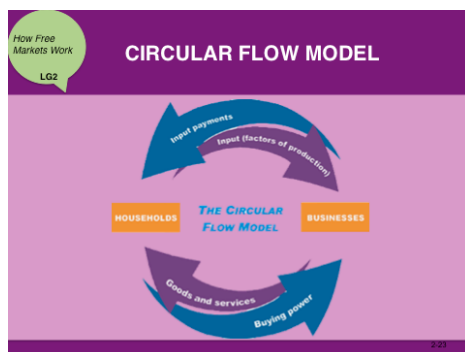 How Free
Markets Work
LG2
CIRCULAR FLOW MODEL
Input payments
Input (factors of production)
HOUSEHOLDS
THE CIRCULAR
FLOW MODEL
BUSINESSES
Goods and services
Buying power
2-23